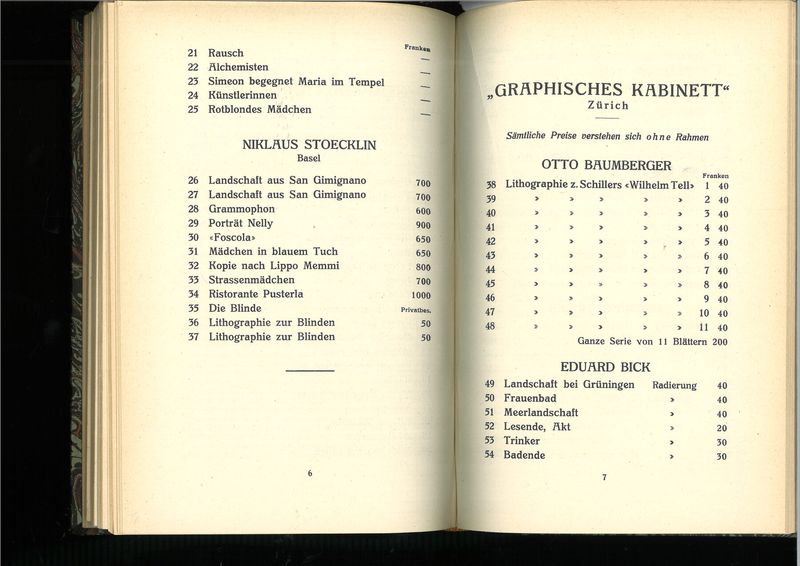 Franken
21 Rausch —
22 Alchemisten —
23 Simeon begegnet Maria im Tempel —
24 Künstlerinnen —
25 Rotblondes Mädchen —
NIKLAUS STOECKLIN
Basel
26 Landschaft aus San Gimignano 700
27 Landschaft aus San Gimignano 700
28 Grammophon 600
29 Porträt Nelly 900
30 «Foscola» 650
31 Mädchen in blauem Tuch 650
32 Kopie nach Lippo Memmi 800
33 Strassenmädchen 700
34 Ristorante Pusterla 1000
35 Die Blinde Privatbes.
36 Lithographie zur Blinden 50
37 Lithographie zur Blinden 50
6
„GRAPHISCHES KABINETT“
Zürich
Sämtliche Preise verstehen sich ohne Rahmen
OTTO BAUMBERGER
Franken
38 Lithographie z. Schillers «Wilhelm Tell» 1 40
39 » » » » » 2 40
40 » » » » » 3 40
41 » » » » » 4 40
42 » » » » » 5 40
43 » » » » » 6 40
44 » » » » » 7 40
45 » » » » » 8 40
46 » » » » » 9 40
47 » » » » » 10 40
48 » » » » » 11 40
Ganze Serie von 11 Blättern 200
EDUARD BICK
49 Landschaft bei Grüningen Radierung 40
50 Frauenbad » 40
51 Meerlandschaft » 40
52 Lesende, Akt » 20
53 Trinker » 30
54 Badende » 30
7